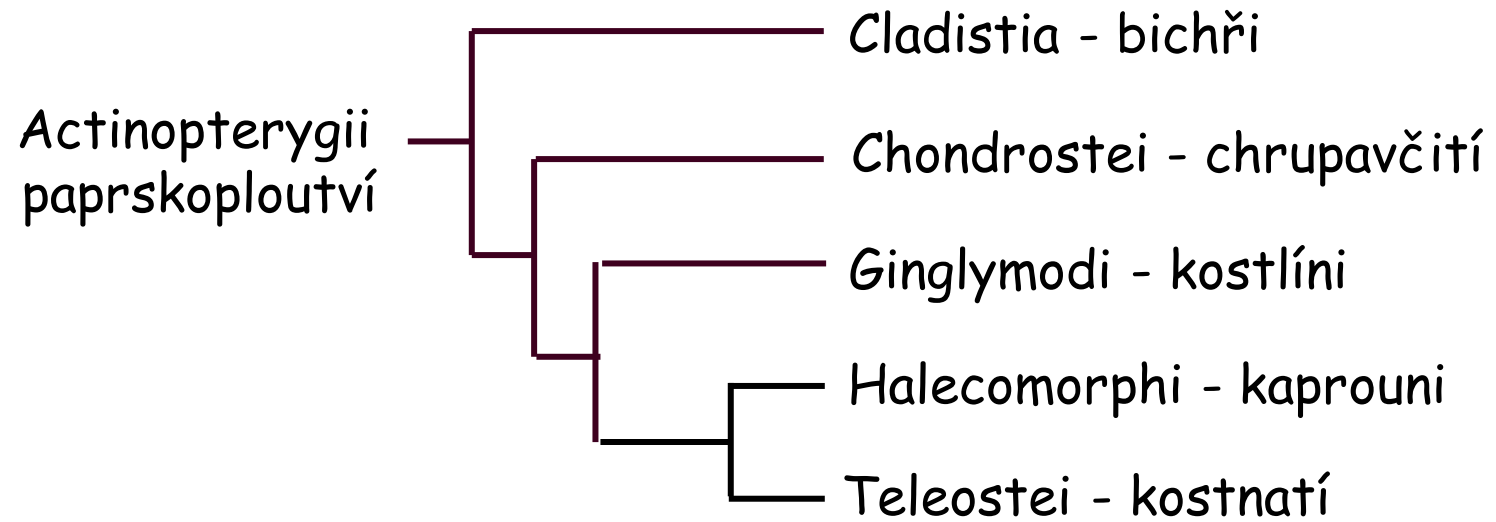 Cladistia - bichři
Actinopterygii
paprskoploutví
Chondrostei - chrupavčití
Ginglymodi - kostlíni
Halecomorphi - kaprouni
Teleostei - kostnatí